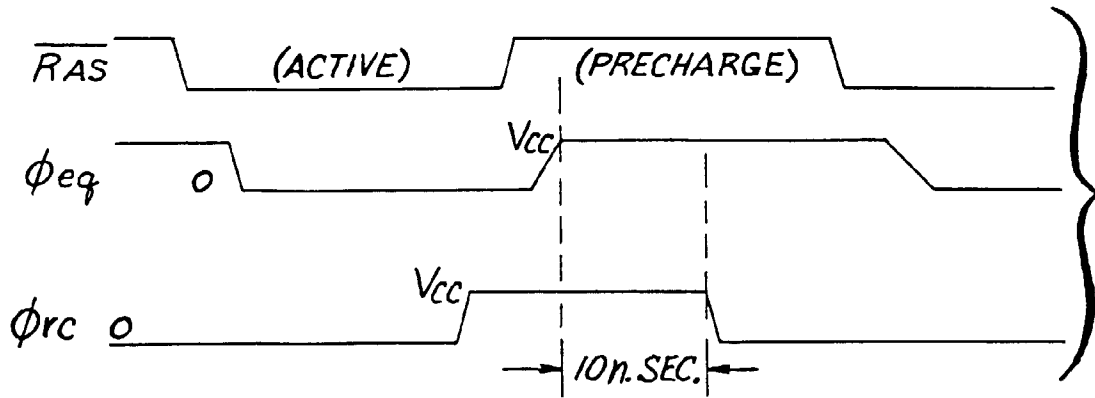 RAS (ACTIVE) (PRECHARGE)
Vcc
φeq 0
Vcc
φrc 0
10n.SEC.